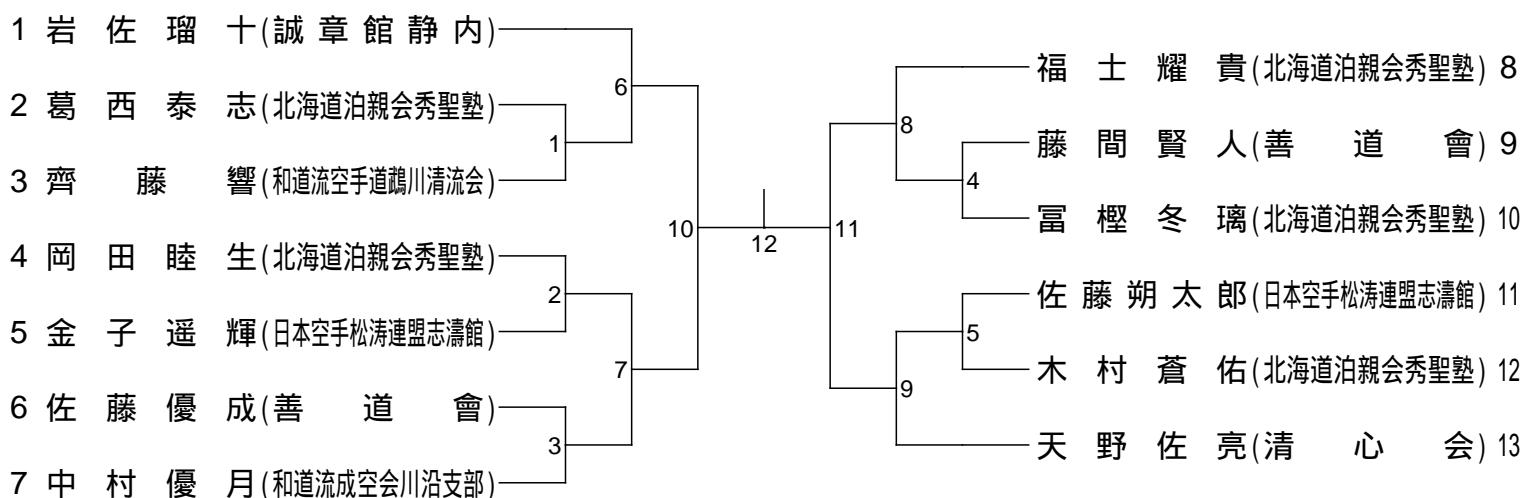 1 岩佐瑠十(誠章館静内)
2 葛西泰志(北海道泊親会秀聖塾)
3 齊藤響(和道流空手道鵡川清流会)
4 岡田睦生(北海道泊親会秀聖塾)
5 金子遥輝(日本空手松涛連盟志濤館)
6 佐藤優成(善道會)
7 中村優月(和道流成空会川沿支部)
6
1
2
7
3
10
12
11
8
4
5
9
福士耀貴(北海道泊親会秀聖塾) 8
藤間賢人(善道會) 9
冨樫冬璃(北海道泊親会秀聖塾) 10
佐藤朔太郎(日本空手松涛連盟志濤館) 11
木村蒼佑(北海道泊親会秀聖塾) 12
天野佐亮(清心会) 13